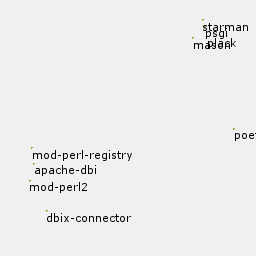 starman
psgi
plack
mason
poet
mod-perl-registry
apache-dbi
mod-perl2
dbix-connector